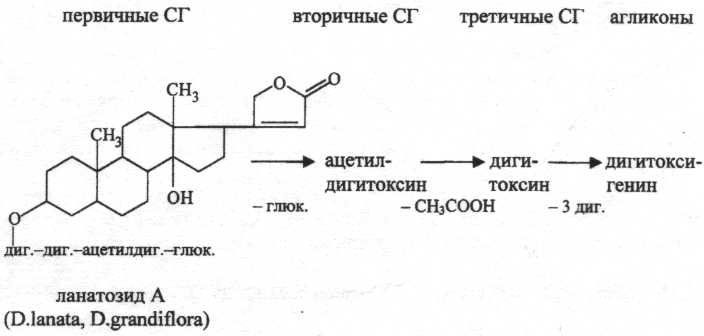 первичные СГ вторичные СГ третичные СГ агликоны
O
O
CH₃
CH₃
OH
O
ацетил-
дигитоксин
диги-
токсин
дигитокси-
генин
– глюк.
– CH₃COOH
– 3 диг.
диг.–диг.–ацетилдиг.–глюк.
ланатозид А
(D.lanata, D.grandiflora)